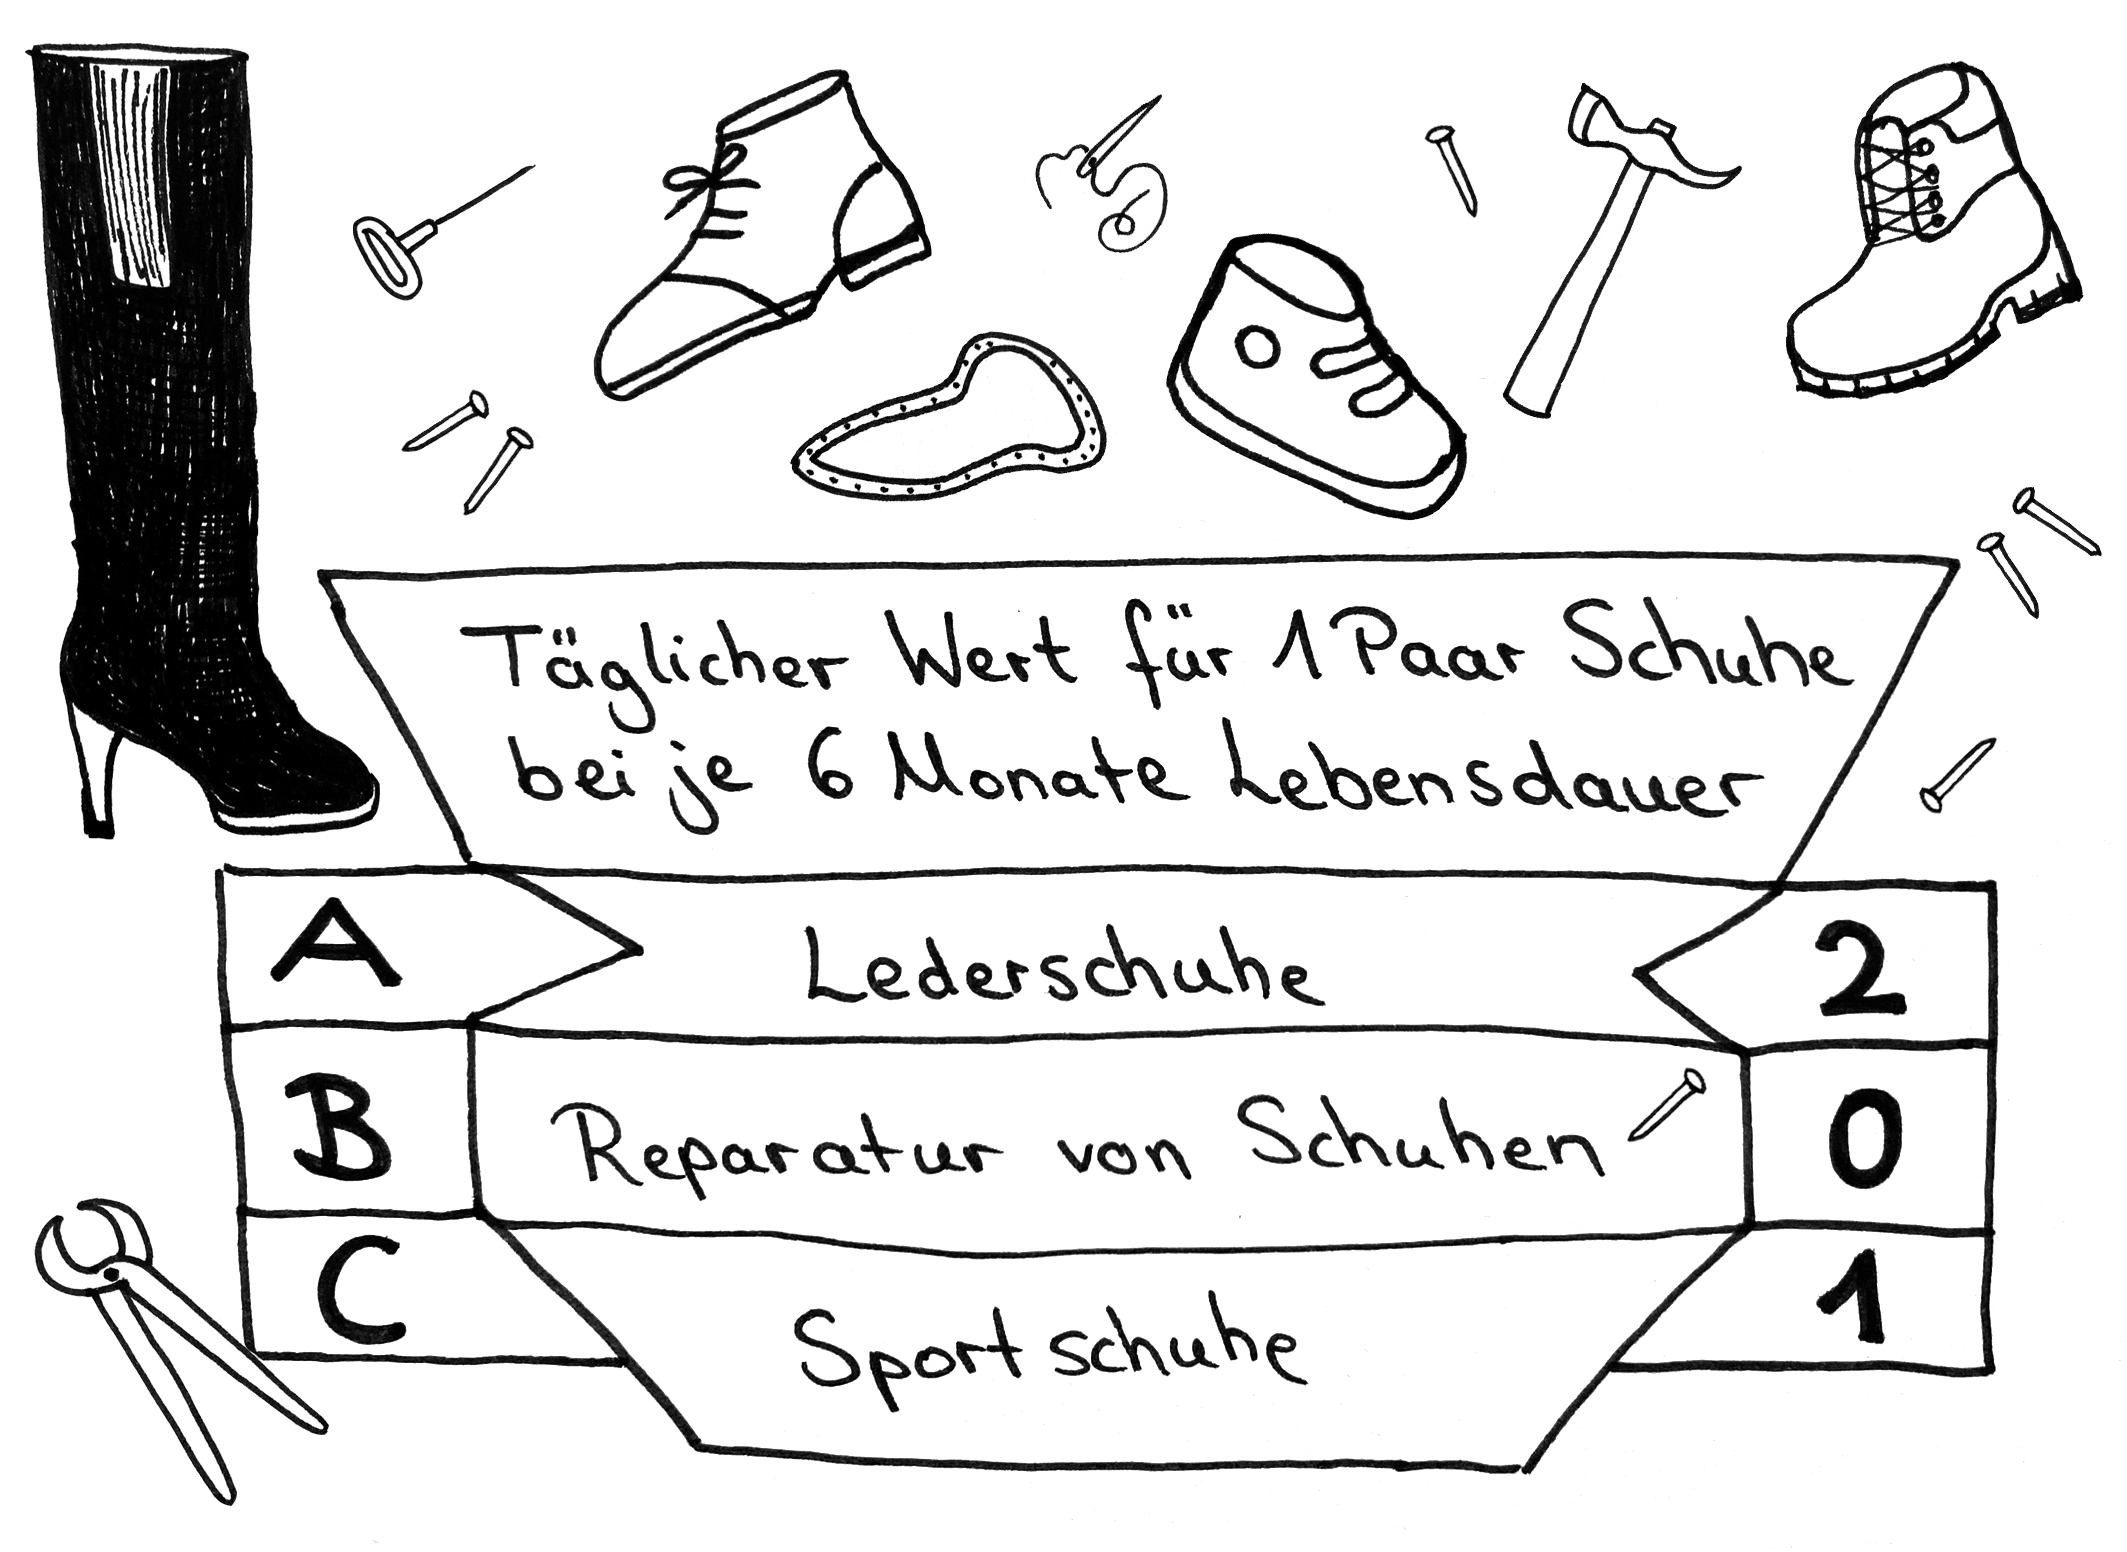 Täglicher Wert für 1 Paar Schuhe
bei je 6 Monate Lebensdauer
A Lederschuhe 2
B Reparatur von Schuhen 0
C Sportschuhe 1